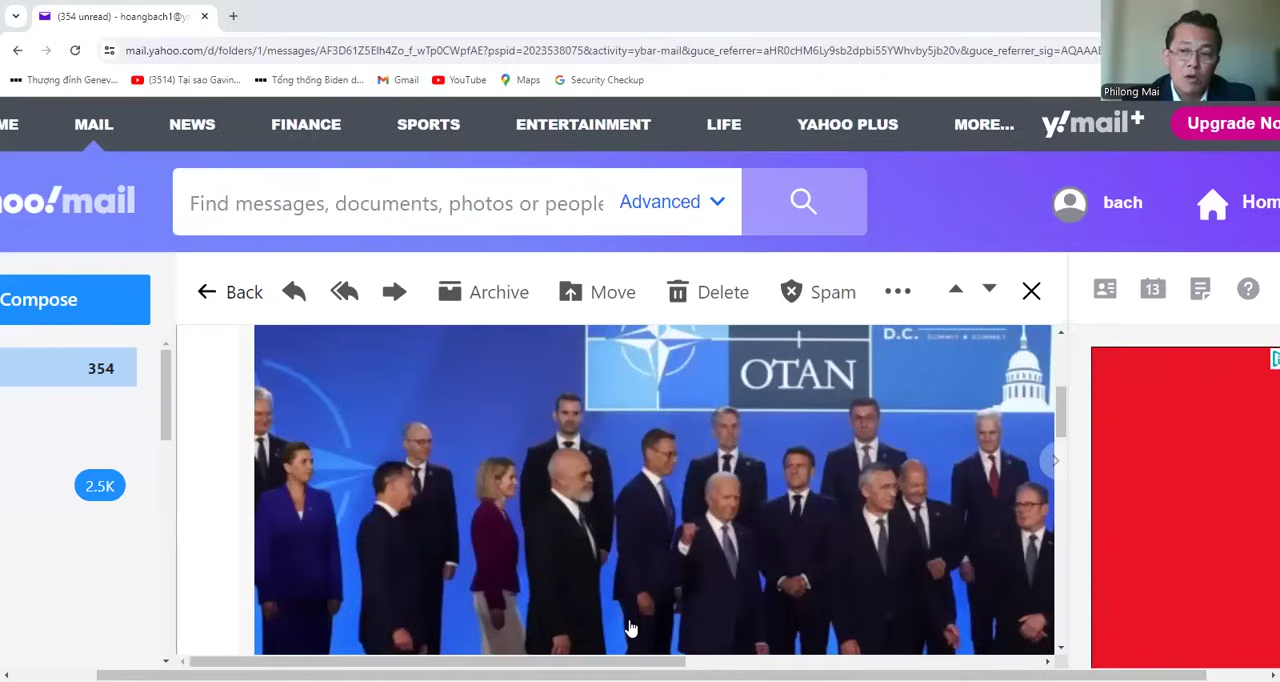 (354 unread) - hoangbach1@y
mail.yahoo.com/d/folders/1/messages/AF3D61Z5Elh4Zo_f_wTp0CWpfAE?pspid=2023538075&activity=ybar-mail&guce_referrer=aHR0cHM6Ly9sb2dpbi55YWhvby5jb20v&guce_referrer_sig=AQAAAE
Thượng đỉnh Genev... (3514) Tại sao Gavin,... Tổng thống Biden d... Gmail YouTube Maps Security Checkup
Philong Mai
ME MAIL NEWS FINANCE SPORTS ENTERTAINMENT LIFE YAHOO PLUS MORE... y!mail+ Upgrade No
oo!mail Find messages, documents, photos or people Advanced bach Hom
Compose Back Archive Move Delete Spam ••• 13
354
2.5K
D.C. SUMMIT • SOMMET
OTAN